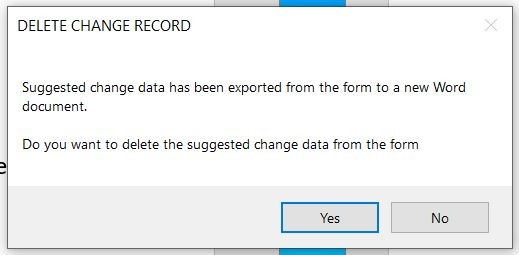 DELETE CHANGE RECORD
Suggested change data has been exported from the form to a new Word
document.
Do you want to delete the suggested change data from the form
e
Yes
No